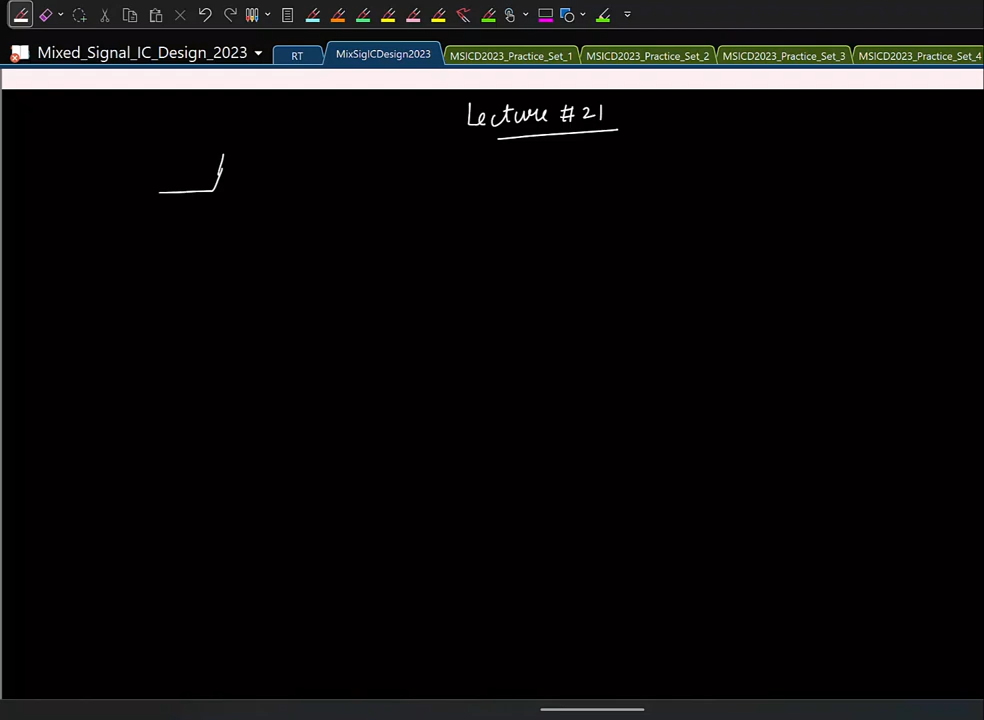 Mixed_Signal_IC_Design_2023
RT
MixSigICDesign2023
MSICD2023_Practice_Set_1
MSICD2023_Practice_Set_2
MSICD2023_Practice_Set_3
MSICD2023_Practice_Set_4
Lecture # 21